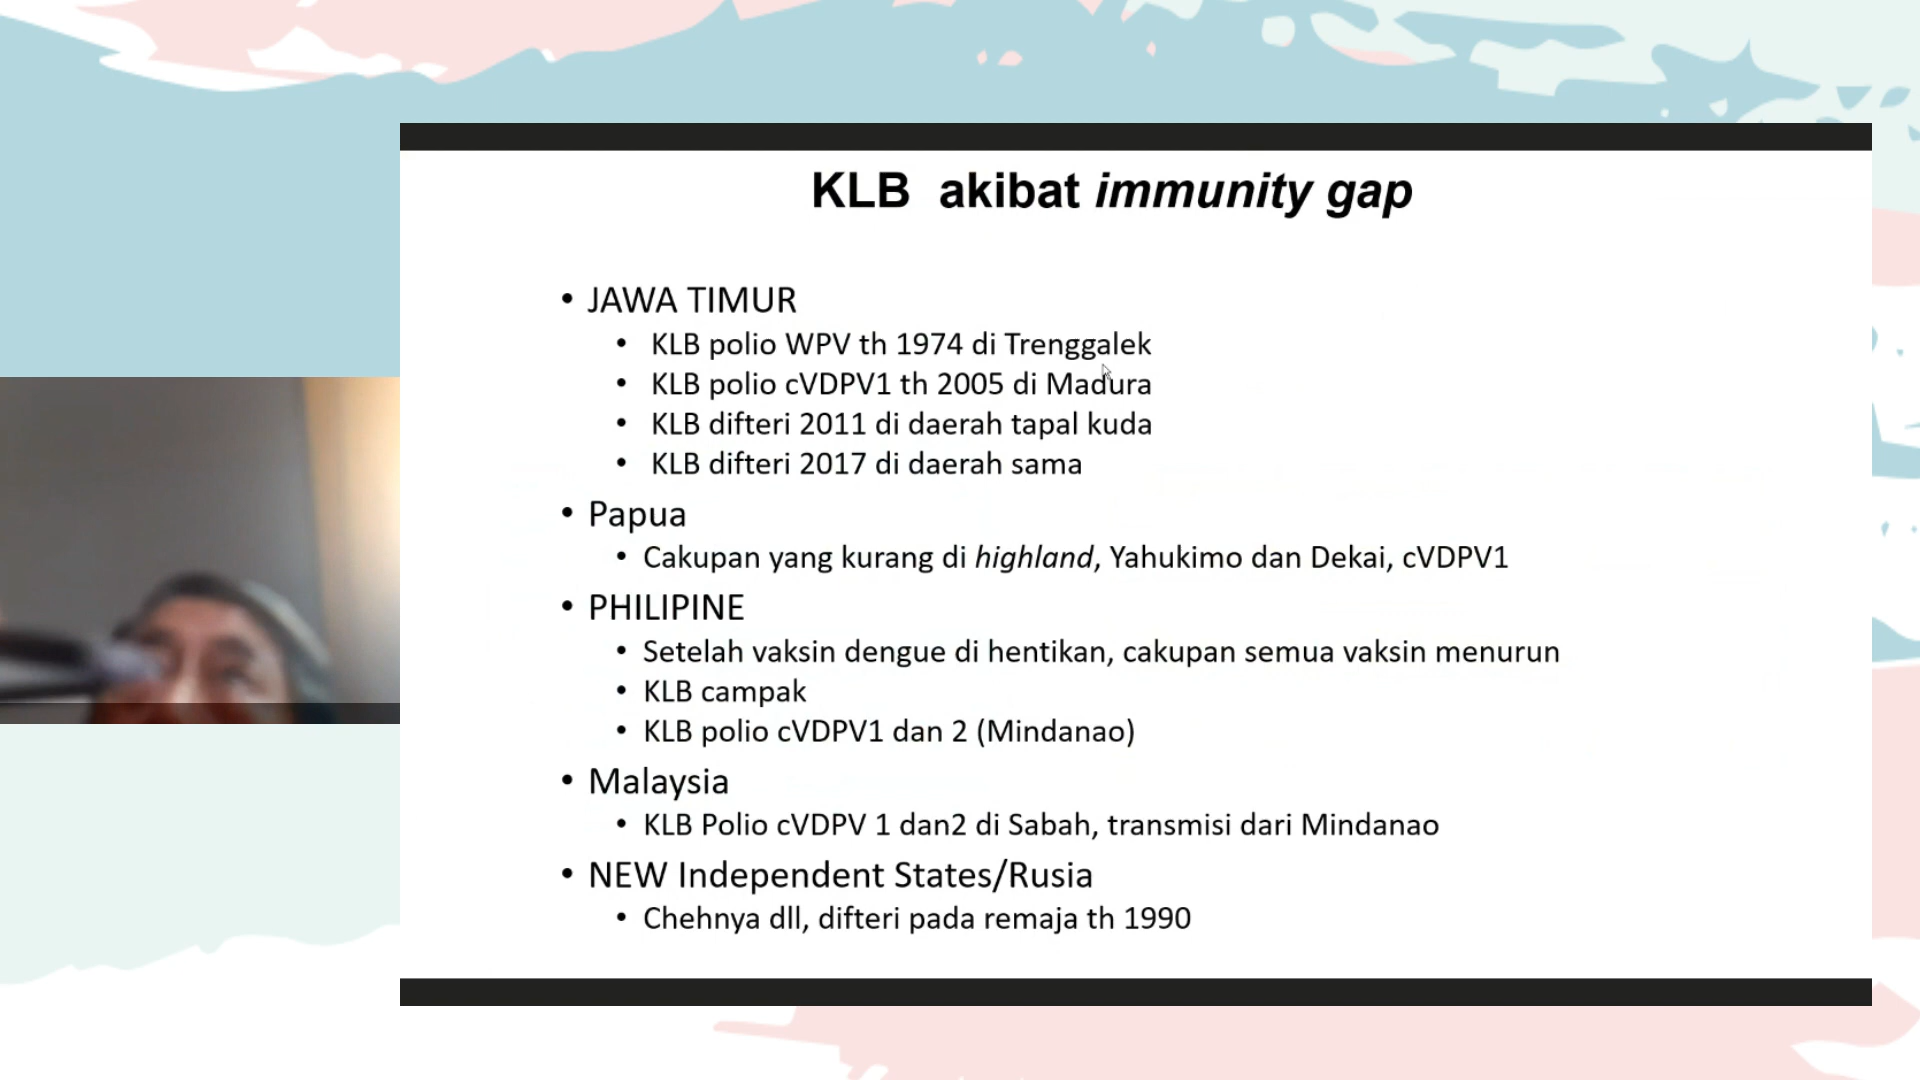 KLB akibat immunity gap
• JAWA TIMUR
• KLB polio WPV th 1974 di Trenggalek
• KLB polio cVDPV1 th 2005 di Madura
• KLB difteri 2011 di daerah tapal kuda
• KLB difteri 2017 di daerah sama
• Papua
• Cakupan yang kurang di highland, Yahukimo dan Dekai, cVDPV1
• PHILIPINE
• Setelah vaksin dengue di hentikan, cakupan semua vaksin menurun
• KLB campak
• KLB polio cVDPV1 dan 2 (Mindanao)
• Malaysia
• KLB Polio cVDPV 1 dan2 di Sabah, transmisi dari Mindanao
• NEW Independent States/Rusia
• Chehnya dll, difteri pada remaja th 1990